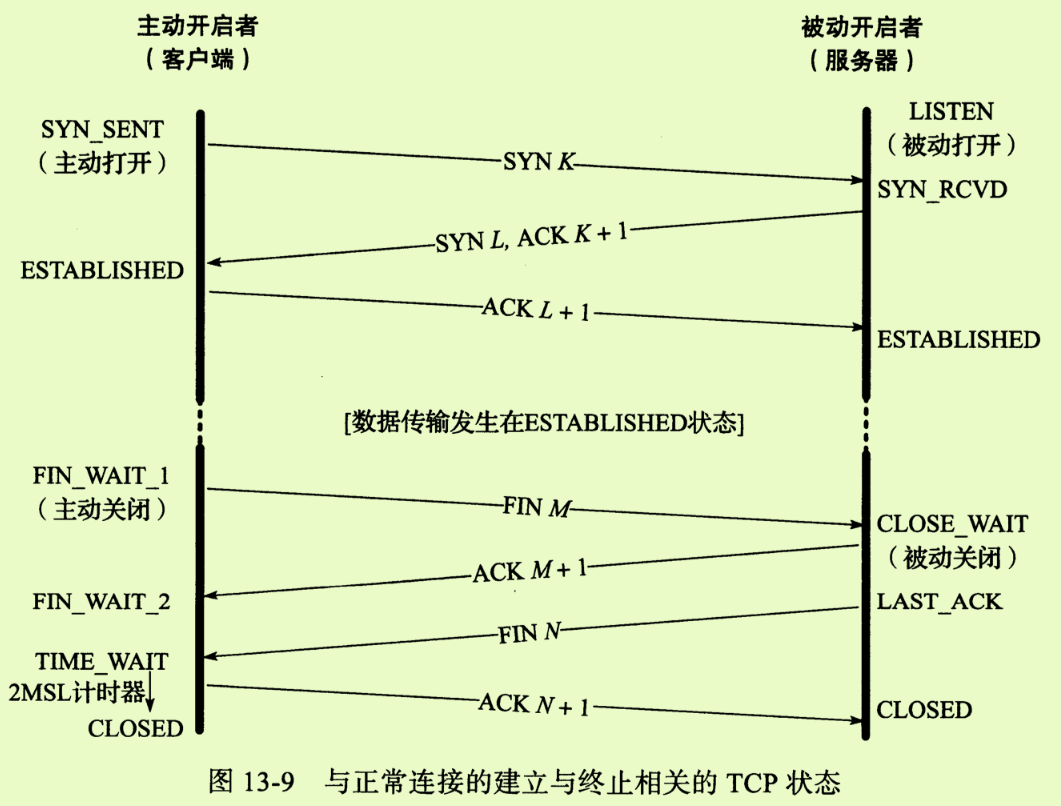 主动开启者
（客户端）
被动开启者
（服务器）
SYN_SENT
（主动打开）
LISTEN
（被动打开）
SYN K
SYN_RCVD
SYN L, ACK K + 1
ESTABLISHED
ACK L + 1
ESTABLISHED
[数据传输发生在ESTABLISHED状态]
FIN_WAIT_1
（主动关闭）
FIN M
CLOSE_WAIT
（被动关闭）
ACK M + 1
FIN_WAIT_2
LAST_ACK
FIN N
TIME_WAIT
2MSL计时器
ACK N + 1
CLOSED
CLOSED
图 13-9 与正常连接的建立与终止相关的 TCP 状态